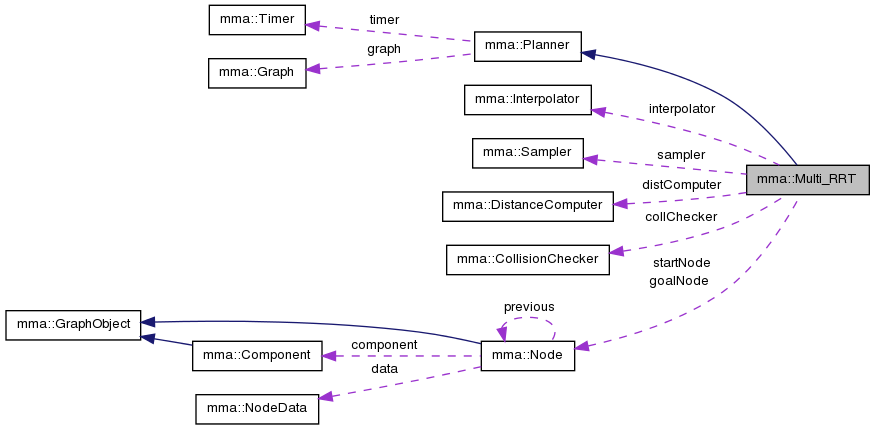 mma::Timer
timer
mma::Planner
graph
mma::Graph
mma::Interpolator
interpolator
mma::Sampler
sampler
mma::Multi_RRT
distComputer
mma::DistanceComputer
collChecker
mma::CollisionChecker
startNode
goalNode
previous
mma::GraphObject
component
mma::Component
mma::Node
data
mma::NodeData